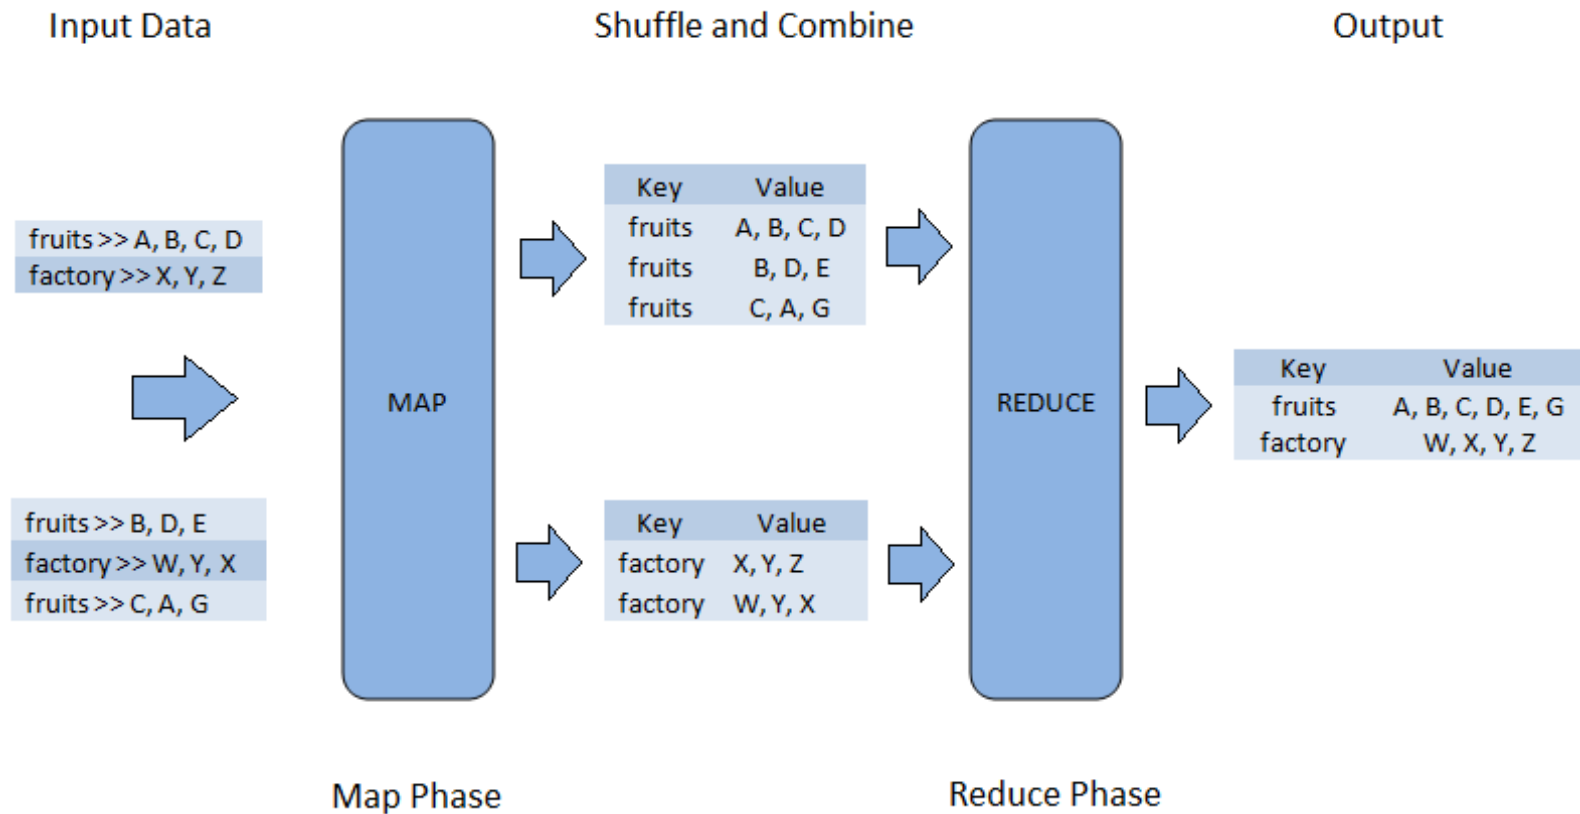 Input Data
Shuffle and Combine
Output
fruits >> A, B, C, D
factory >> X, Y, Z
fruits >> B, D, E
factory >> W, Y, X
fruits >> C, A, G
MAP
Key Value
fruits A, B, C, D
fruits B, D, E
fruits C, A, G
Key Value
factory X, Y, Z
factory W, Y, X
REDUCE
Key Value
fruits A, B, C, D, E, G
factory W, X, Y, Z
Map Phase
Reduce Phase